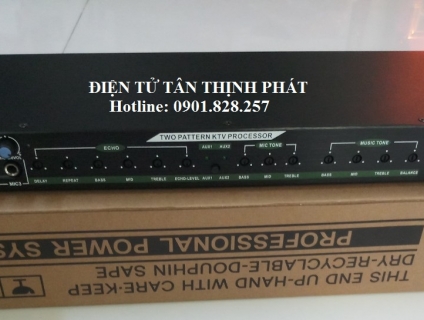 ĐIỆN TỬ TÂN THỊNH PHÁT
Hotline: 0901.828.257
TWO PATTERN KTV PROCESSOR
ECHO AUX1 AUX2 MIC TONE MUSIC TONE
MIC3 DELAY REPEAT BASS MID TREBLE ECHO-LEVEL AUX1 AUX2 BASS MID TREBLE BASS MID TREBLE BALANCE
THIS END UP-HAND WITH CARE-KEEP
DRY-RECYCLABLE-DOUPHIN SAPE
PROFESSIONAL POWER SYS